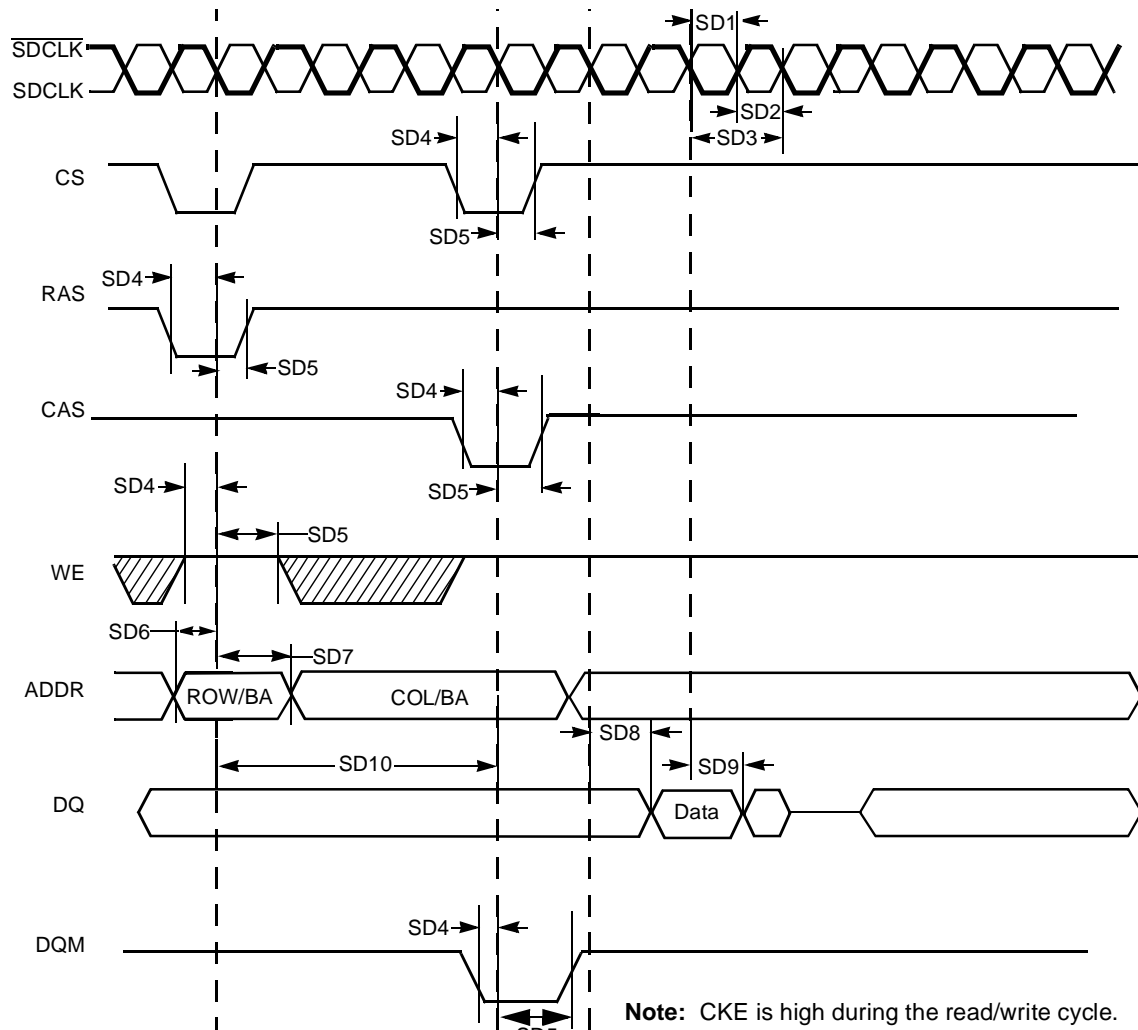 SD1
SDCLK
SDCLK
SD2
SD4
SD3
CS
SD5
SD4
RAS
SD5
SD4
CAS
SD4
SD5
SD5
WE
SD6
SD7
ADDR
ROW/BA
COL/BA
SD8
SD10
SD9
DQ
Data
SD4
DQM
Note: CKE is high during the read/write cycle.